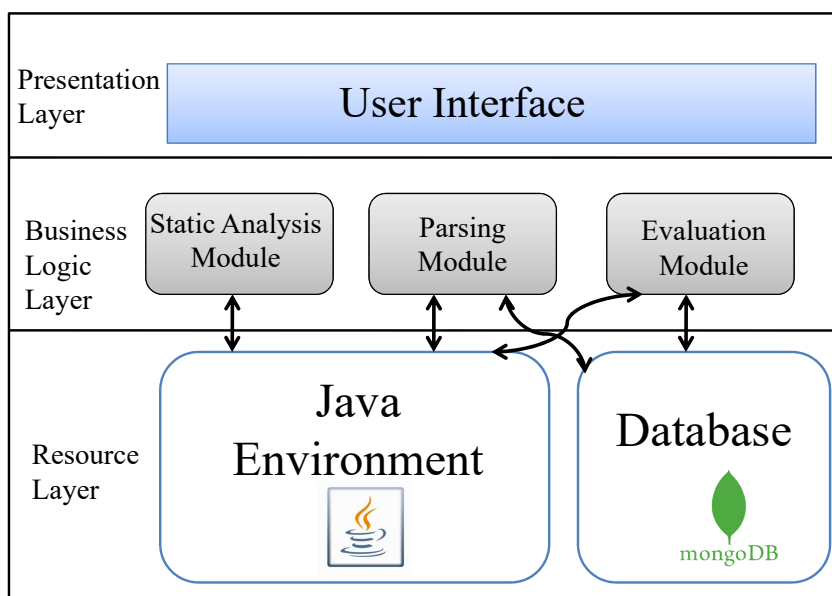 Presentation
Layer
User Interface
Business
Logic
Layer
Static Analysis
Module
Parsing
Module
Evaluation
Module
Resource
Layer
Java
Environment
Database
mongoDB